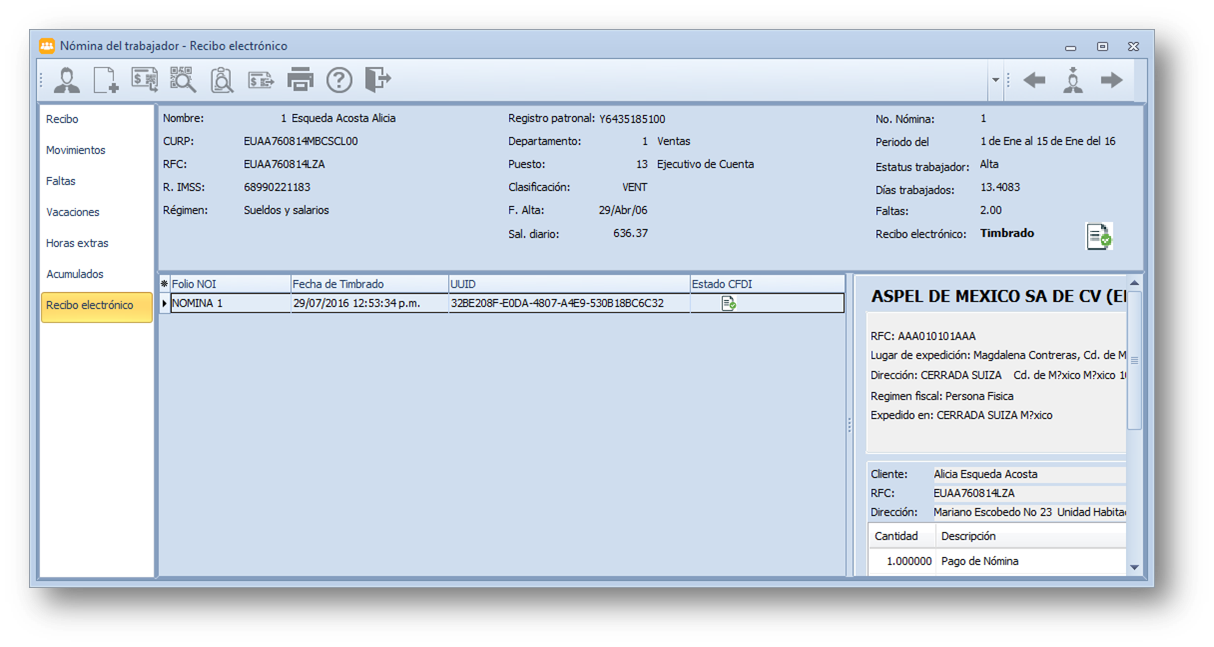 Nómina del trabajador - Recibo electrónico
Recibo
Movimientos
Faltas
Vacaciones
Horas extras
Acumulados
Recibo electrónico
Nombre: 1 Esqueda Acosta Alicia
CURP: EUAA760814MBCSCL00
RFC: EUAA760814LZA
R. IMSS: 68990221183
Régimen: Sueldos y salarios
Registro patronal: Y6435185100
Departamento: 1 Ventas
Puesto: 13 Ejecutivo de Cuenta
Clasificación: VENT
F. Alta: 29/Abr/06
Sal. diario: 636.37
No. Nómina: 1
Periodo del 1 de Ene al 15 de Ene del 16
Estatus trabajador: Alta
Días trabajados: 13.4083
Faltas: 2.00
Recibo electrónico: Timbrado
Folio NOI Fecha de Timbrado UUID Estado CFDI
NOMINA 1 29/07/2016 12:53:34 p.m. 32BE208F-E0DA-4807-A4E9-530B18BC6C32
ASPEL DE MEXICO SA DE CV (E
RFC: AAA010101AAA
Lugar de expedición: Magdalena Contreras, Cd. de M
Dirección: CERRADA SUIZA Cd. de M?xico M?xico 10
Regimen fiscal: Persona Fisica
Expedido en: CERRADA SUIZA M?xico
Cliente: Alicia Esqueda Acosta
RFC: EUAA760814LZA
Dirección: Mariano Escobedo No 23 Unidad Habita
Cantidad Descripción
1.000000 Pago de Nómina